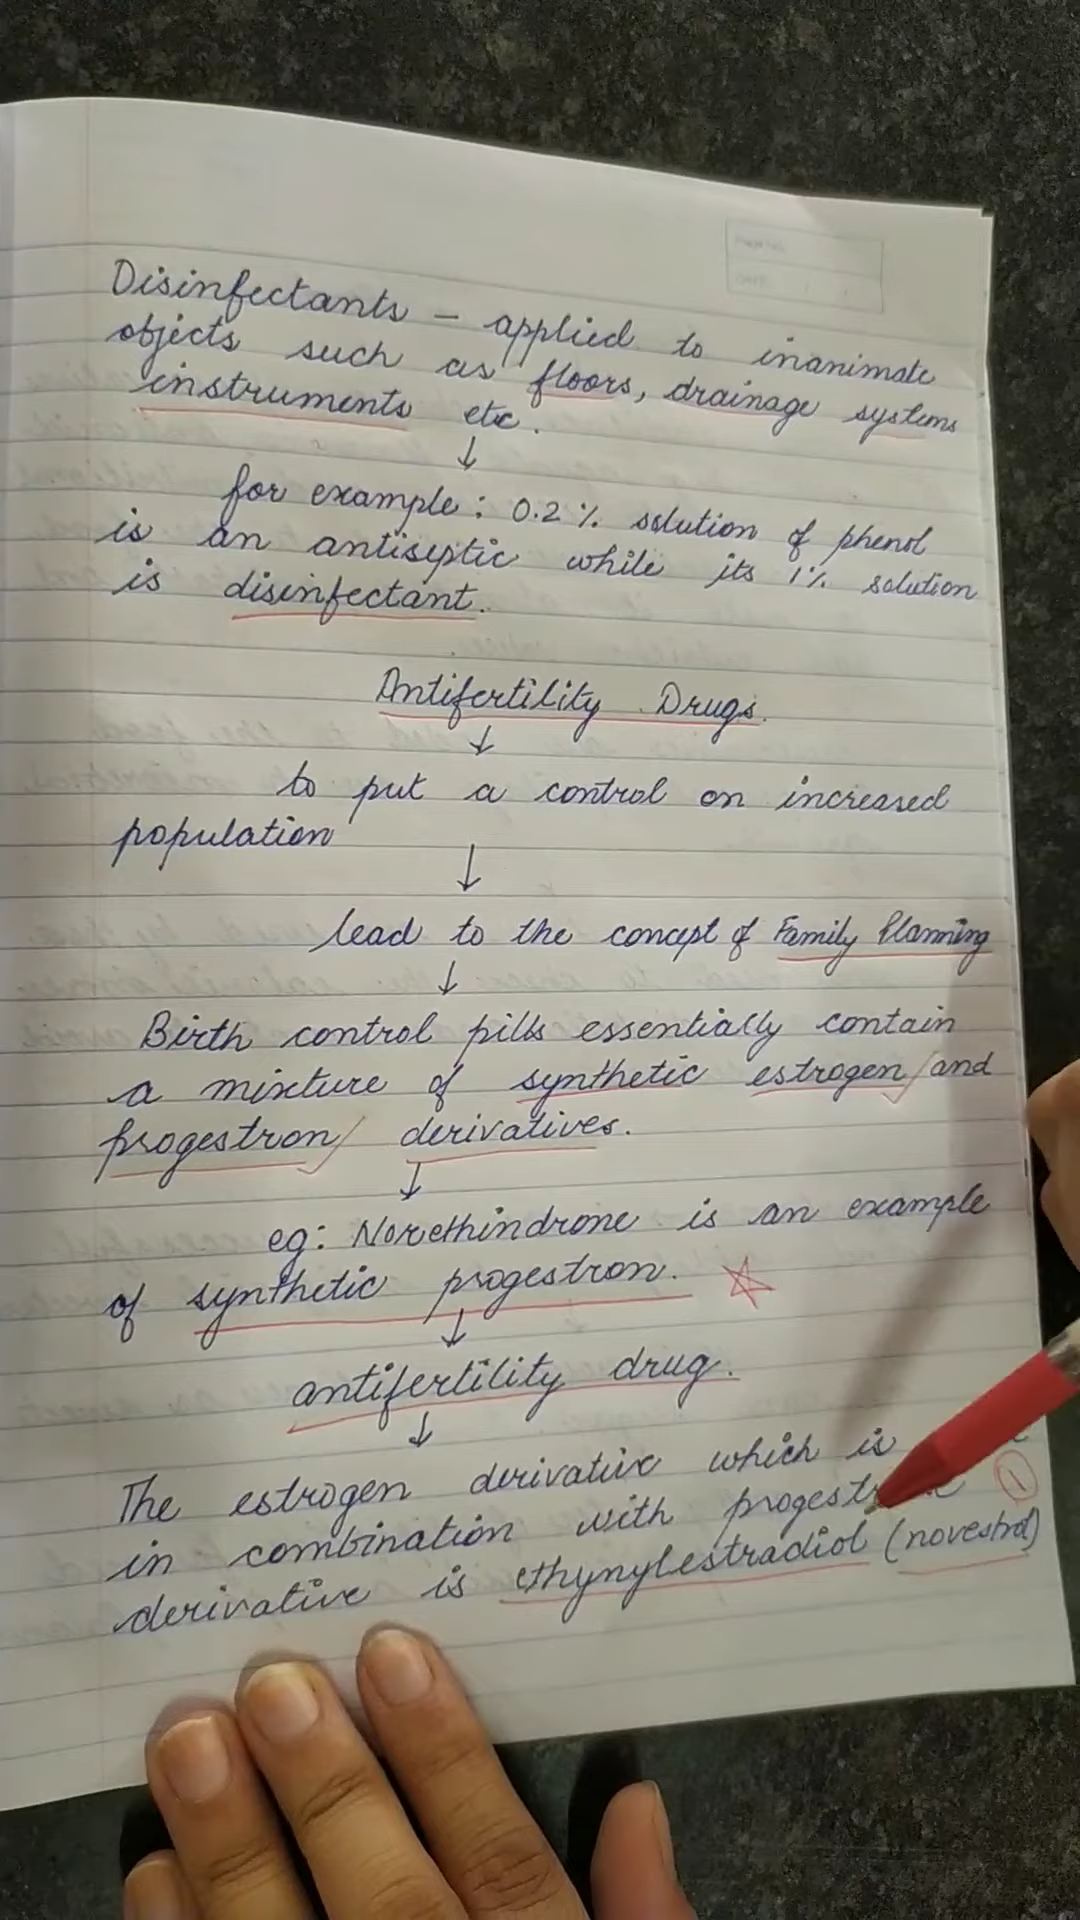 Disinfectants - applied to inanimate
objects such as floors, drainage systems
instruments etc.
↓
for example: 0.2% solution of phenol
is an antiseptic while its 1% solution
is disinfectant.
Antifertility Drugs.
↓
to put a control on increased
population
↓
lead to the concept of Family Planning
↓
Birth control pills essentially contain
a mixture of synthetic estrogen and
progestron derivatives.
↓
eg: Norethindrone is an example
of synthetic progestron.
↓
antifertility drug.
↓
The estrogen derivative which is
in combination with
derivative is ethynylestradiol (novestrol)